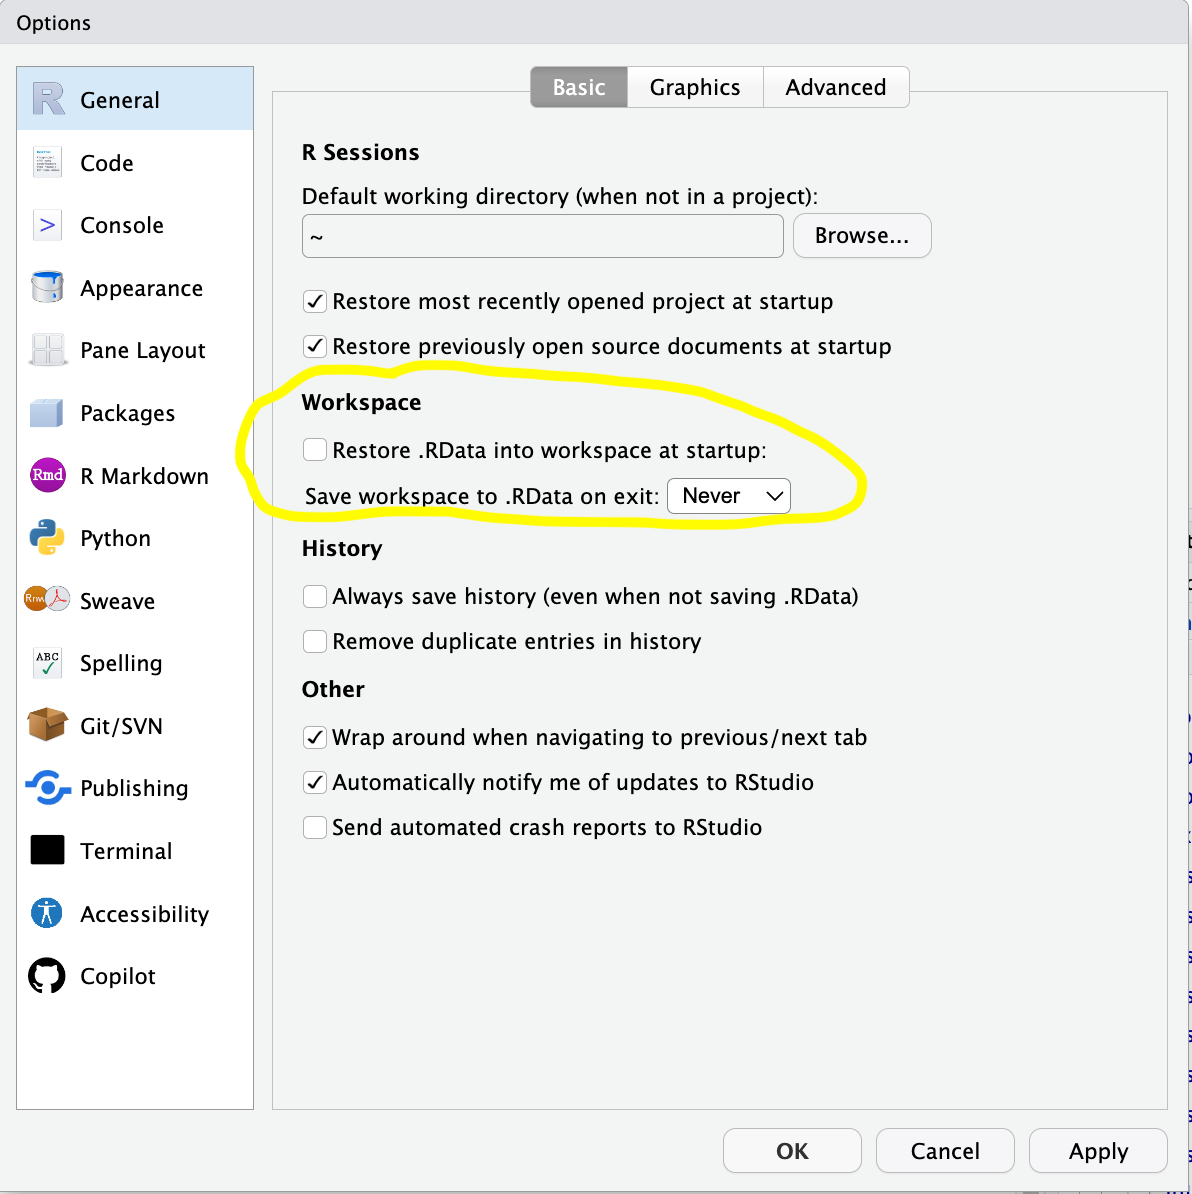 Options
General
Code
Console
Appearance
Pane Layout
Packages
Rmd R Markdown
Python
Rnw Sweave
ABC Spelling
Git/SVN
Publishing
Terminal
Accessibility
Copilot
Basic Graphics Advanced
R Sessions
Default working directory (when not in a project):
~ Browse...
Restore most recently opened project at startup
Restore previously open source documents at startup
Workspace
Restore .RData into workspace at startup:
Save workspace to .RData on exit: Never
History
Always save history (even when not saving .RData)
Remove duplicate entries in history
Other
Wrap around when navigating to previous/next tab
Automatically notify me of updates to RStudio
Send automated crash reports to RStudio
OK Cancel Apply